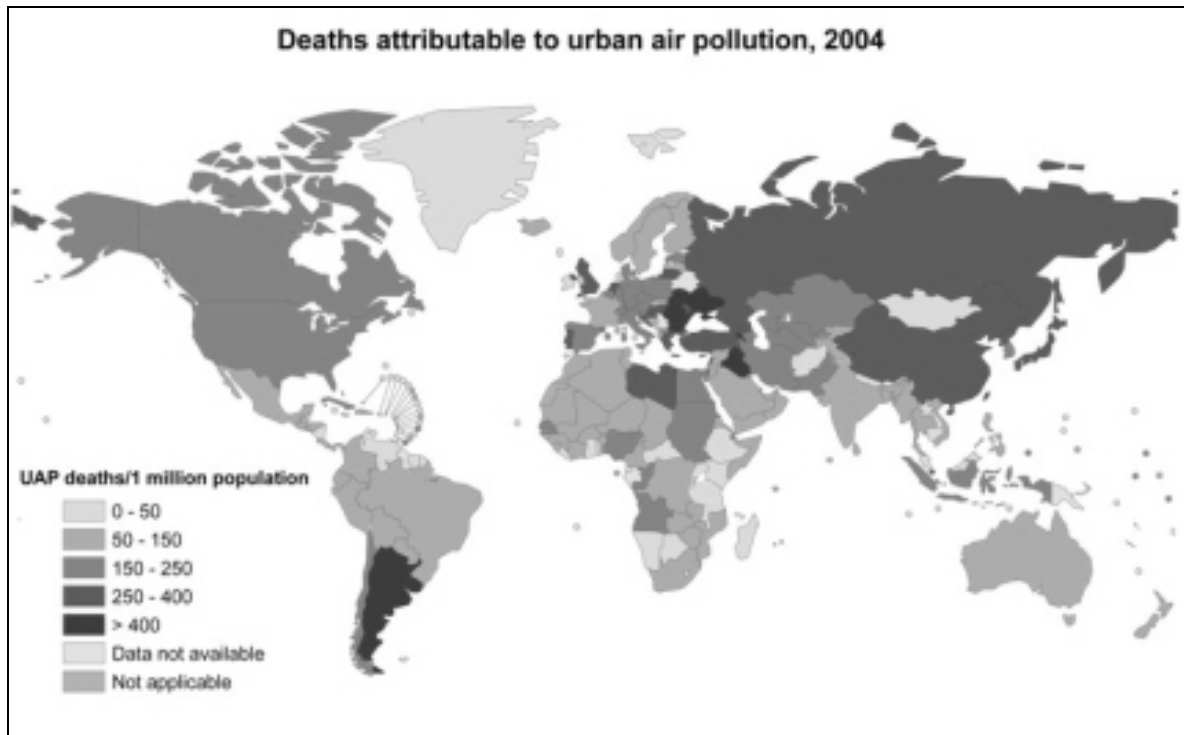 Deaths attributable to urban air pollution, 2004
UAP deaths/1 million population
0 - 50
50 - 150
150 - 250
250 - 400
> 400
Data not available
Not applicable